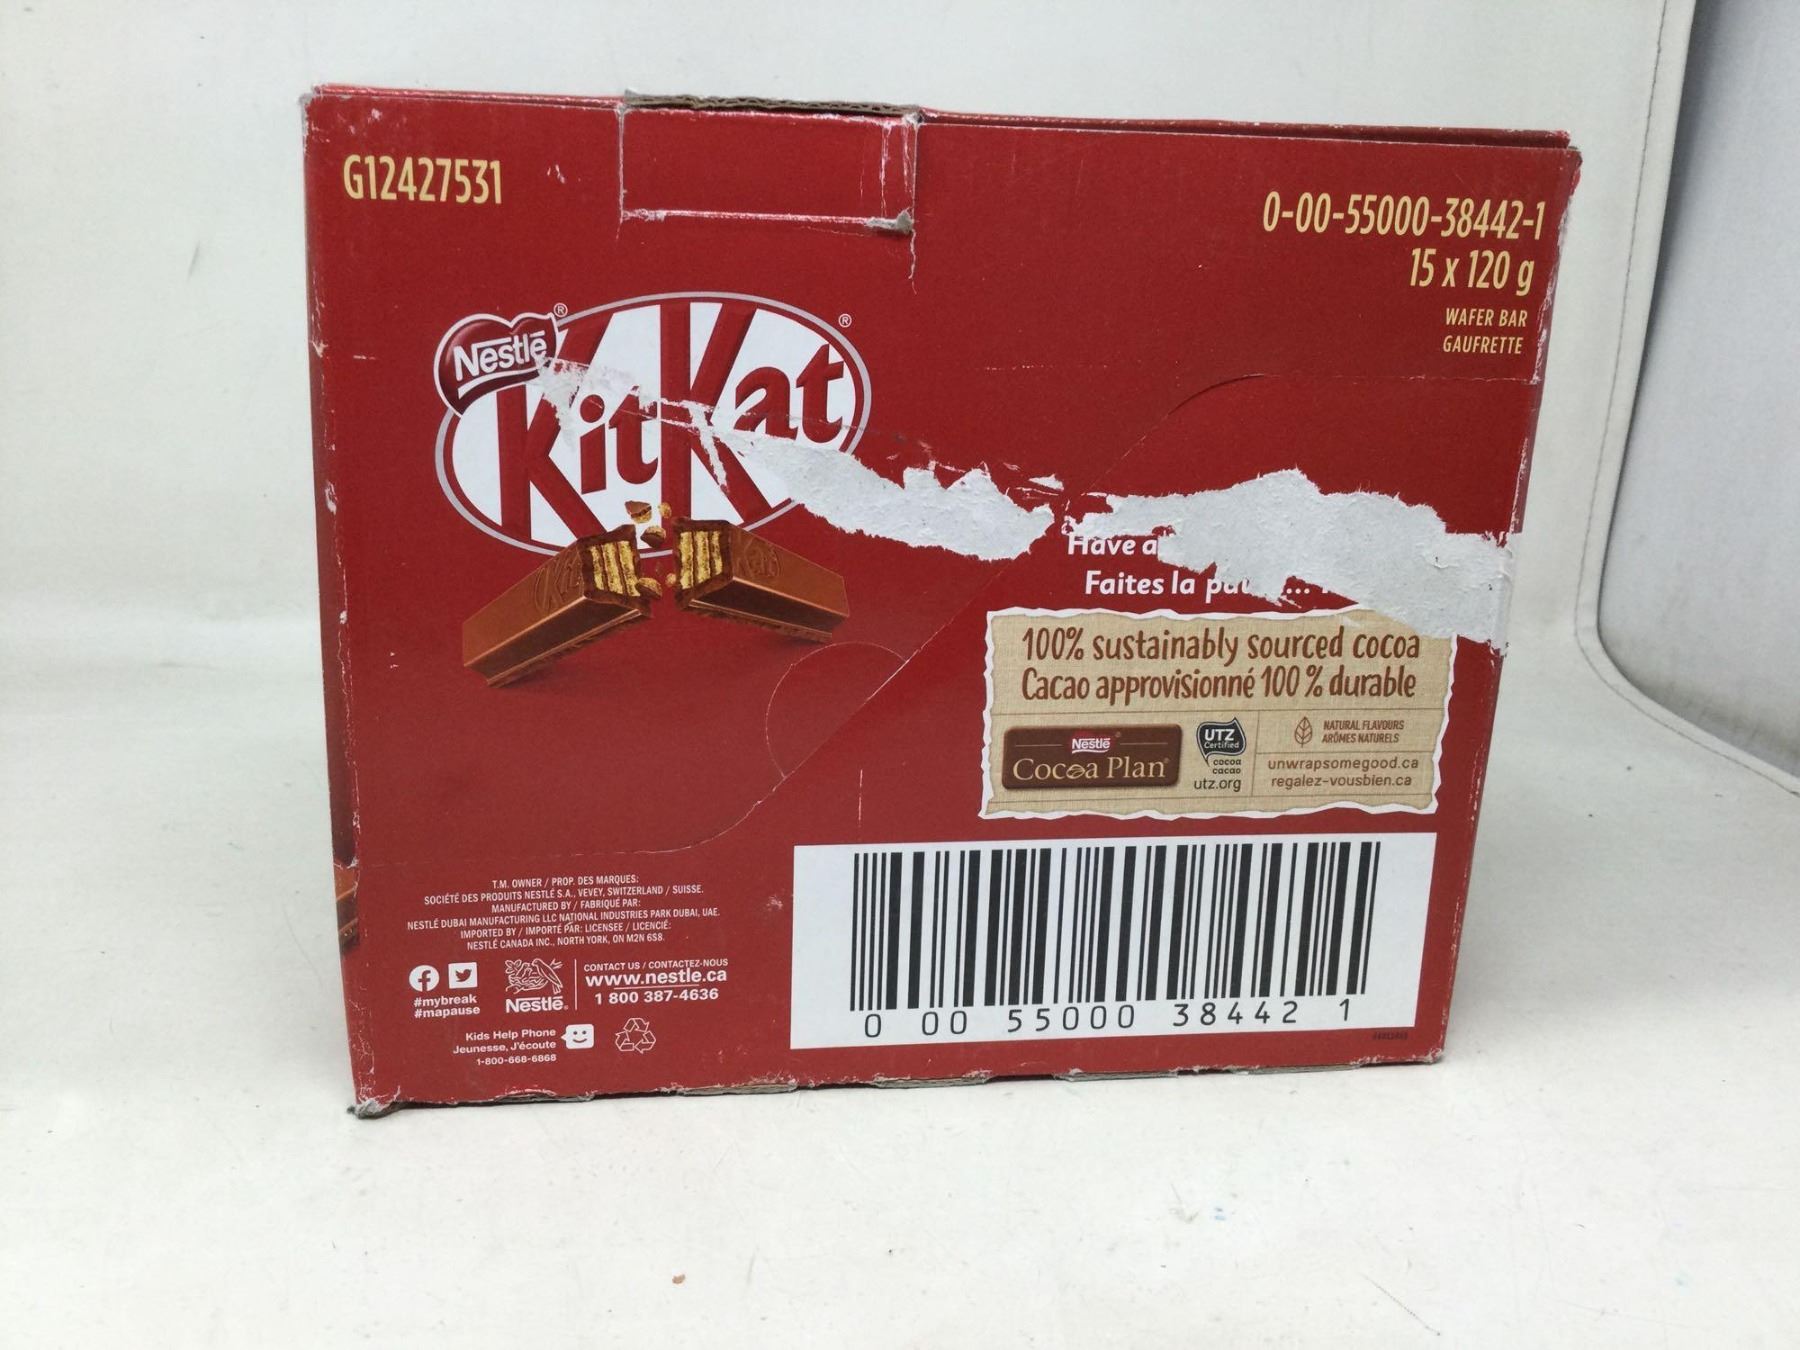 G12427531
0-00-55000-38442-1
15 x 120 g
WAFER BAR
GAUFRETTE
Nestlé®
KitKat®
Have a
Faites la
100% sustainably sourced cocoa
Cacao approvisionné 100 % durable
Nestlé
Cocoa Plan
UTZ
Certified
cocoa
cacao
utz.org
NATURAL FLAVOURS
ARÔMES NATURELS
unwrapsomegood.ca
regalez-vousbien.ca
T.M. OWNER / PROP. DES MARQUES:
SOCIÉTÉ DES PRODUITS NESTLÉ S.A., VEVEY, SWITZERLAND / SUISSE.
MANUFACTURED BY / FABRIQUÉ PAR:
NESTLÉ DUBAI MANUFACTURING LLC NATIONAL INDUSTRIES PARK DUBAI, UAE.
IMPORTED BY / IMPORTÉ PAR: LICENSEE / LICENCIÉ:
NESTLÉ CANADA INC., NORTH YORK, ON M2N 6S8.
#mybreak
#mapause
Nestlé®
CONTACT US / CONTACTEZ-NOUS
www.nestle.ca
1 800 387-4636
Kids Help Phone
Jeunesse, J'écoute
1-800-668-6868
0 00 55000 38442 1